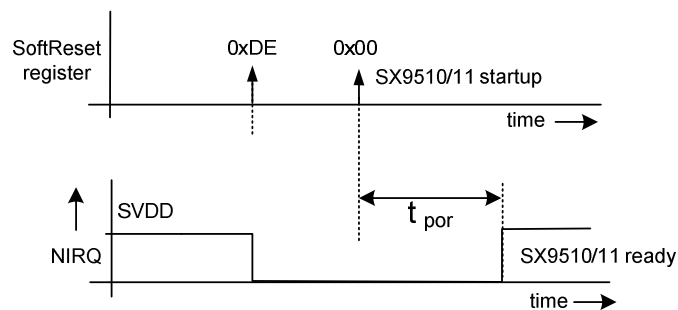 SoftReset
register
0xDE
0x00
SX9510/11 startup
time
SVDD
t por
NIRQ
SX9510/11 ready
time